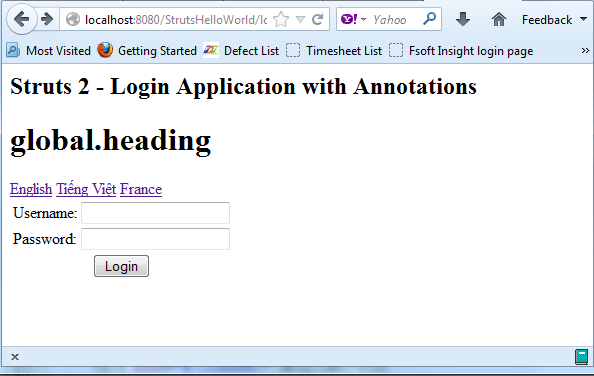 localhost:8080/StrutsHelloWorld/lo
Yahoo
Feedback
Most Visited Getting Started Defect List Timesheet List Fsoft Insight login page »
Struts 2 - Login Application with Annotations
global.heading
English Tiếng Việt France
Username:
Password:
Login